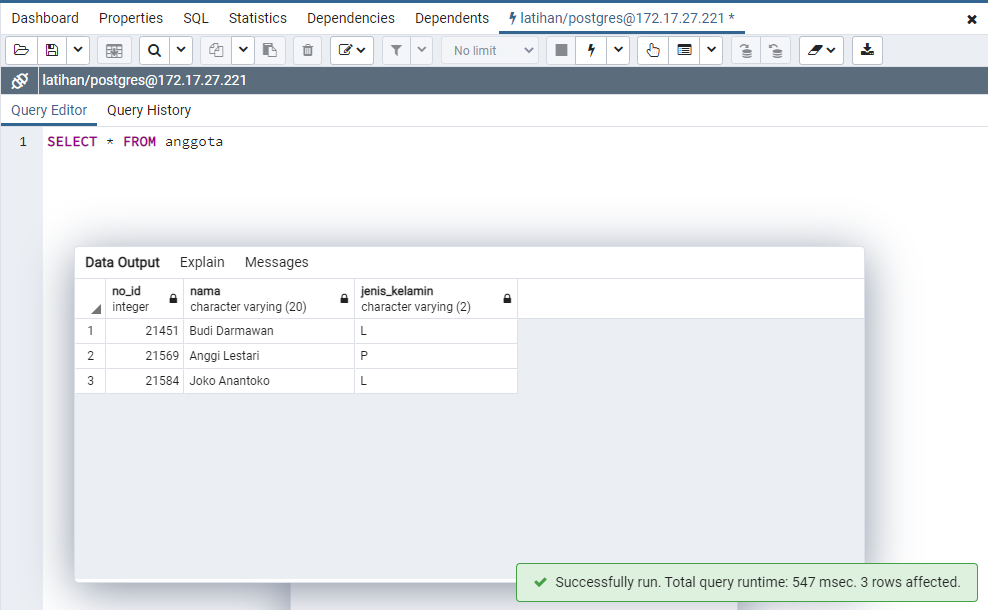 Dashboard Properties SQL Statistics Dependencies Dependents latihan/postgres@172.17.27.221 *
No limit
latihan/postgres@172.17.27.221
Query Editor Query History
1 SELECT * FROM anggota
Data Output Explain Messages
no_id nama jenis_kelamin
integer character varying (20) character varying (2)
1 21451 Budi Darmawan L
2 21569 Anggi Lestari P
3 21584 Joko Anantoko L
Successfully run. Total query runtime: 547 msec. 3 rows affected.